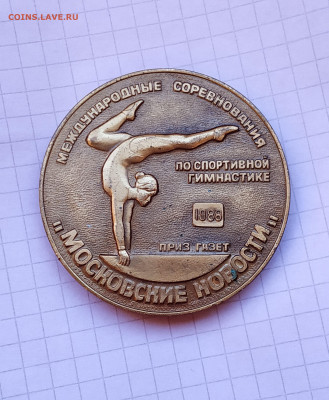 COINS.LAVE.RU
МЕЖДУНАРОДНЫЕ СОРЕВНОВАНИЯ
ПО СПОРТИВНОЙ
ГИМНАСТИКЕ
1988
ПРИЗ ГАЗЕТ
"МОСКОВСКИЕ НОВОСТИ"